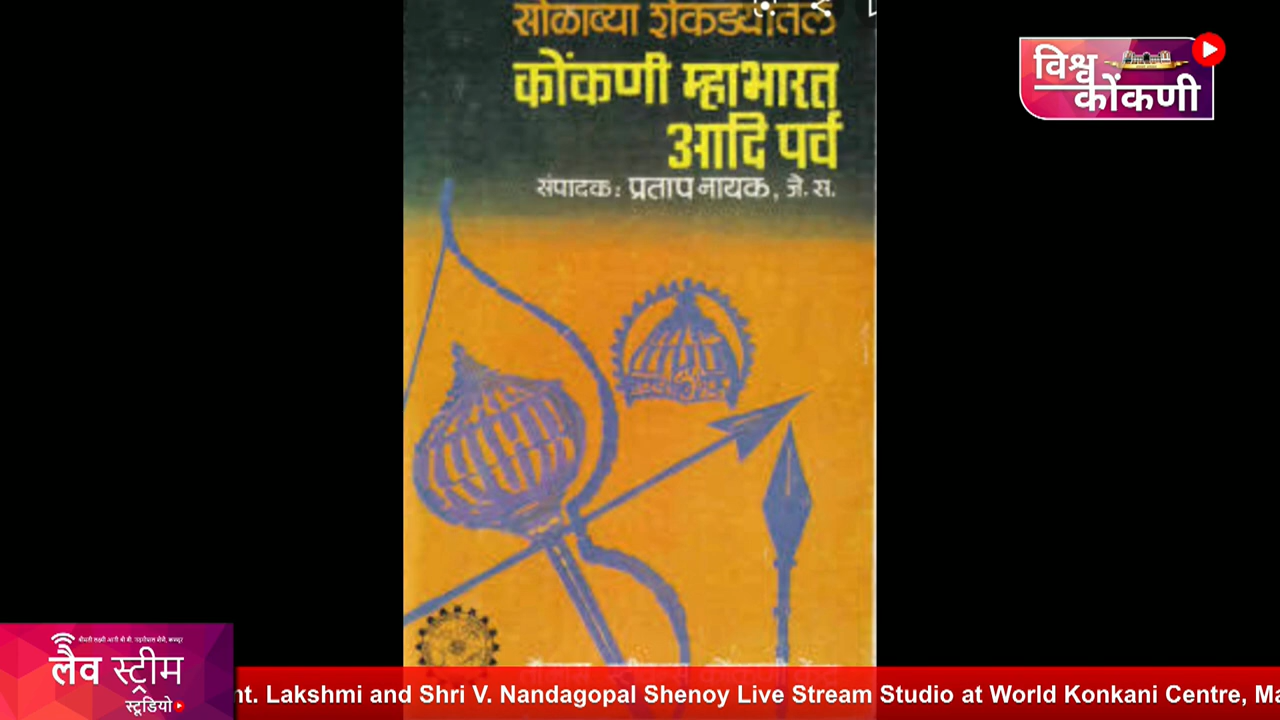 सोळाव्या शेकड्यांतलें
कोंकणी म्हाभारत
आदि पर्व
संपादक: प्रताप नायक, जे. स.
विश्व
कोंकणी
लैव स्ट्रीम
स्टूडियो
nt. Lakshmi and Shri V. Nandagopal Shenoy Live Stream Studio at World Konkani Centre, Ma